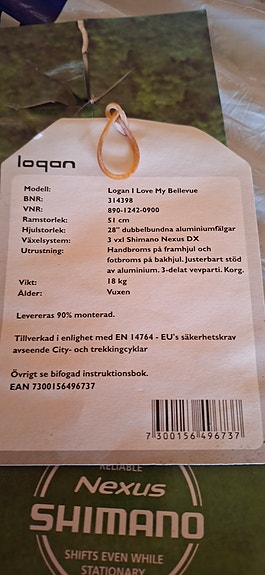 logan
Modell: Logan I Love My Bellevue
BNR: 314398
VNR: 890-1242-0900
Ramstorlek: 51 cm
Hjulstorlek: 28" dubbelbundna aluminiumfälgar
Växelsystem: 3 vxl Shimano Nexus DX
Utrustning: Handbroms på framhjul och
fotbroms på bakhjul. Justerbart stöd
av aluminium. 3-delat vevparti. Korg.
Vikt: 18 kg
Ålder: Vuxen
Levereras 90% monterad.
Tillverkad i enlighet med EN 14764 - EU's säkerhetskrav
avseende City- och trekkingcyklar
Övrigt se bifogad instruktionsbok.
EAN 7300156496737
7 300156 496737
RELIABLE
Nexus
SHIMANO
SHIFTS EVEN WHILE
STATIONARY